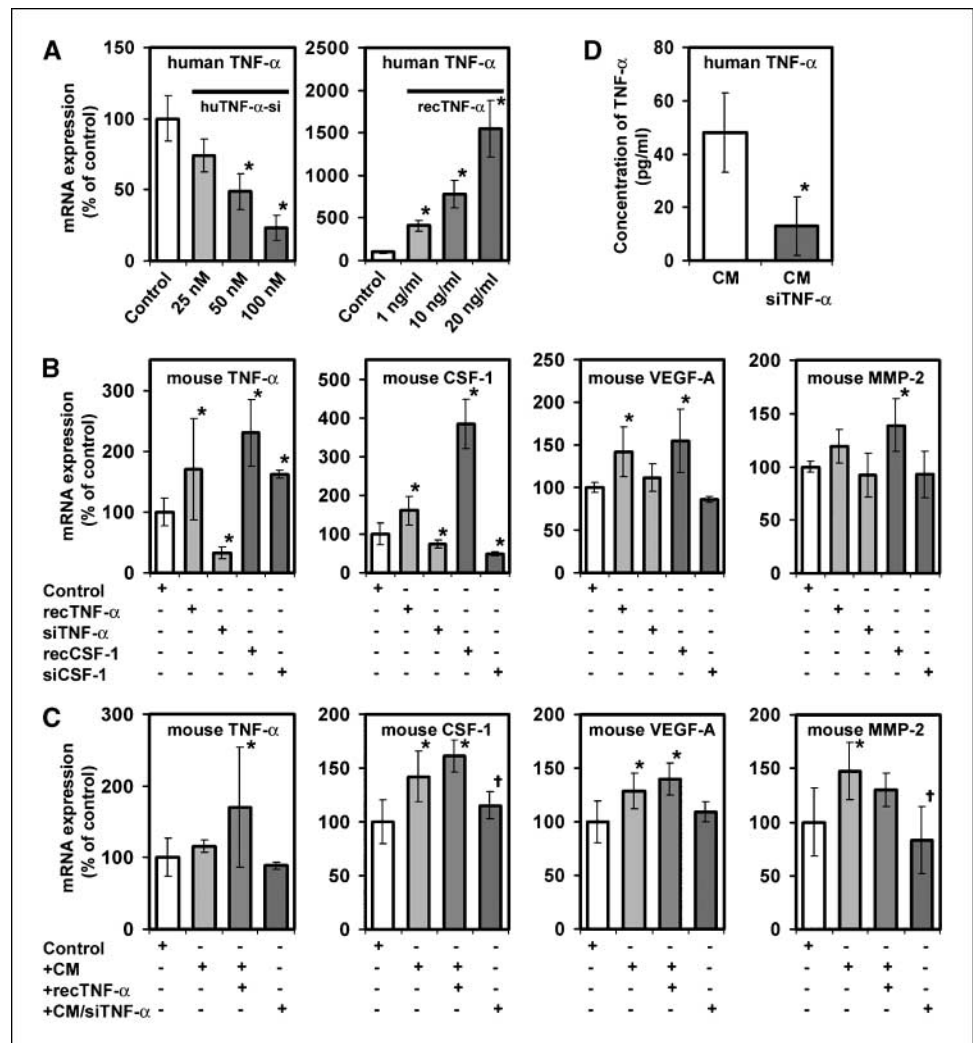 A
mRNA expression
(% of control)
150
100
50
0
human TNF-α
huTNF-α-si
*
*
Control
25 nM
50 nM
100 nM
2500
2000
1500
1000
500
0
human TNF-α
recTNF-α
*
*
*
Control
1 ng/ml
10 ng/ml
20 ng/ml
D
Concentration of TNF-α
(pg/ml)
80
60
40
20
0
human TNF-α
*
CM
CM
siTNF-α
B
mRNA expression
(% of control)
300
200
100
0
mouse TNF-α
*
*
*
*
500
400
300
200
100
0
mouse CSF-1
*
*
*
*
250
200
150
100
50
0
mouse VEGF-A
*
*
200
150
100
50
0
mouse MMP-2
*
Control + - - - - + - - - - + - - - - + - - - -
recTNF-α - + - - - - + - - - - + - - - - + - - -
siTNF-α - - + - - - - + - - - - + - - - - + - -
recCSF-1 - - - + - - - - + - - - - + - - - - + -
siCSF-1 - - - - + - - - - + - - - - + - - - - +
C
mRNA expression
(% of control)
300
200
100
0
mouse TNF-α
*
200
150
100
50
0
mouse CSF-1
*
*
†
200
150
100
50
0
mouse VEGF-A
*
*
200
150
100
50
0
mouse MMP-2
*
†
Control + - - - + - - - + - - - + - - -
+CM - + + - - + + - - + + - - + + -
+recTNF-α - - + - - - + - - - + - - - + -
+CM/siTNF-α - - - + - - - + - - - + - - - +